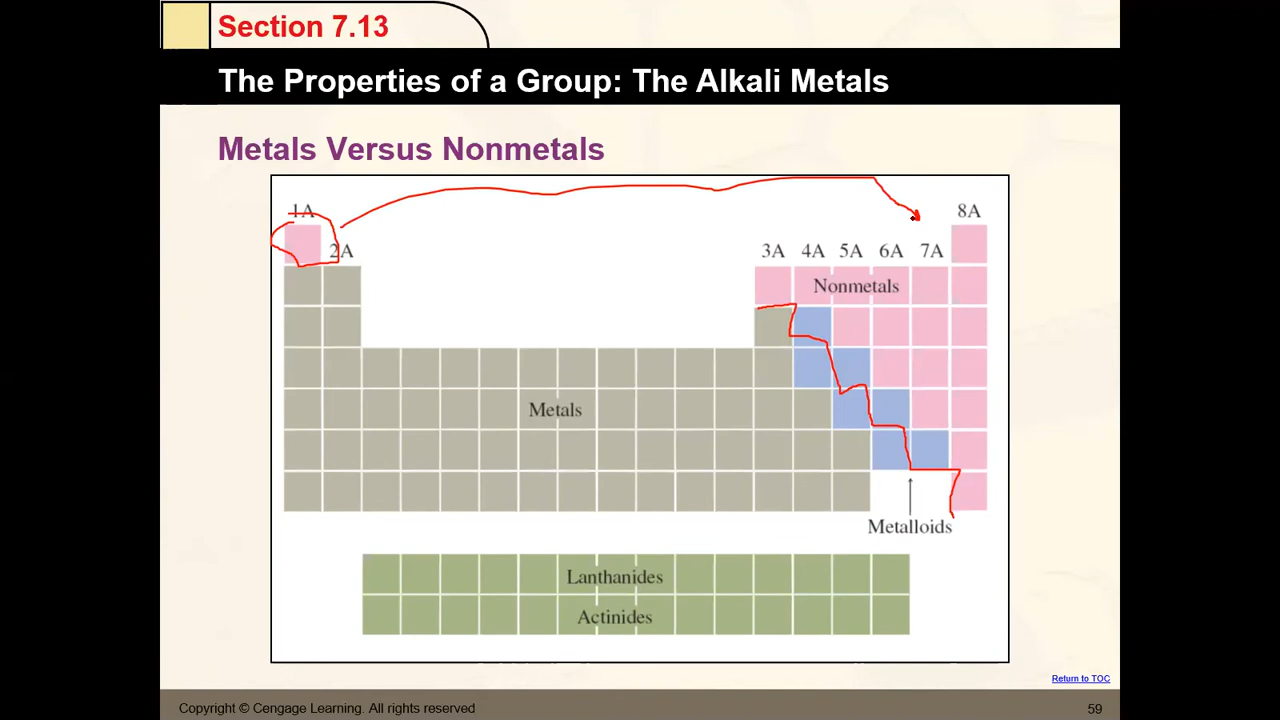 Section 7.13
The Properties of a Group: The Alkali Metals
Metals Versus Nonmetals
1A
8A
2A
3A 4A 5A 6A 7A
Nonmetals
Metals
Metalloids
Lanthanides
Actinides
Return to TOC
Copyright © Cengage Learning. All rights reserved
59